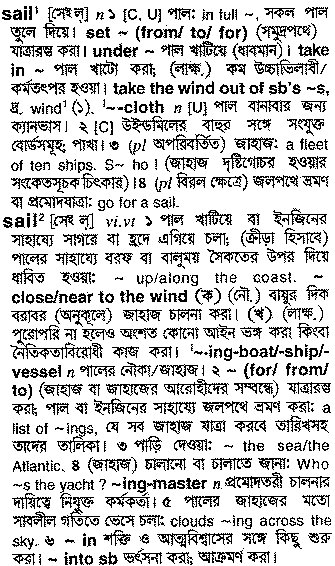 sail¹ [সেইল্] n ১ [C, U] পাল: in full ~, সকল পাল
তুলে দিয়ে। set ~ (from/ to/ for) (সমুদ্রপথে)
যাত্রারম্ভ করা। under ~ পাল খাটিয়ে (ধাবমান)। take
in ~ পাল খাটো করা; (লাক্ষ.) কম উচ্চাভিলাষী/
কর্মতৎপর হওয়া। take the wind out of sb's ~s,
দ্র. wind¹ (১). '~-cloth n [U] পাল বানাবার জন্য
ক্যানভাস। ২ [C] উইন্ডমিলের বাহুর সঙ্গে সংযুক্ত
বোর্ডসমূহ; পাখা। ৩ (pl অপরিবর্তিত) জাহাজ: a fleet
of ten ships. S~ ho ! (জাহাজ দৃষ্টিগোচর হওয়ার
সংকেতসূচক চিৎকার)।৪ (pl বিরল ক্ষেত্রে) জলপথে ভ্রমণ
বা প্রমোদযাত্রা: go for a sail.
sail² [সেইল্] vi,vt ১ পাল খাটিয়ে বা ইনজিনের
সাহায্যে সাগরে বা হ্রদে এগিয়ে চলা; (ক্রীড়া হিসাবে)
পালের সাহায্যে বরফ বা বালুময় সৈকতের উপর দিয়ে
ধাবিত হওয়া: ~ up/along the coast. ~
close/near to the wind (ক) (নৌ.) বায়ুর দিক
বরাবর (অনুকূলে) জাহাজ চালনা করা। (খ) (লাক্ষ.)
পুরোপরি না হলেও অংশত কোনো আইন ভঙ্গ করা কিংবা
নৈতিকতাবিরোধী কাজ করা। '~-ing-boat/-ship/-
vessel n পালের নৌকা/জাহাজ। ২ ~ (for/ from/
to) (জাহাজ বা জাহাজের আরোহীদের সম্বন্ধে) যাত্রারম্ভ
করা; পাল বা ইনজিনের সাহায্যে জলপথে ভ্রমণ করা: a
list of ~ings, যে সব জাহাজ যাত্রা করবে তারিখসহ
তাদের তালিকা। ৩ পাড়ি দেওয়া: ~ the sea/the
Atlantic. ৪ (জাহাজ) চালানো বা চালাতে জানা: Who
~s the yacht ? ~ing-master n প্রমোদতরী চালনার
দায়িত্বে নিযুক্ত কর্মকর্তা। ৫ পালের জাহাজের মতো
সাবলীল গতিতে ভেসে চলা: clouds ~ing across the
sky. ৬ ~ in শক্তি ও আত্মবিশ্বাসের সঙ্গে কিছু শুরু
করা। ~ into sb ভর্ৎসনা করা; আক্রমণ করা।